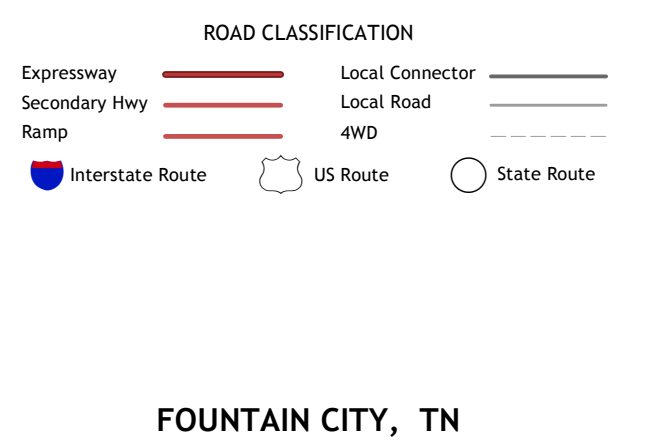 ROAD CLASSIFICATION
Expressway
Local Connector
Secondary Hwy
Local Road
Ramp
4WD
Interstate Route
US Route
State Route
FOUNTAIN CITY, TN